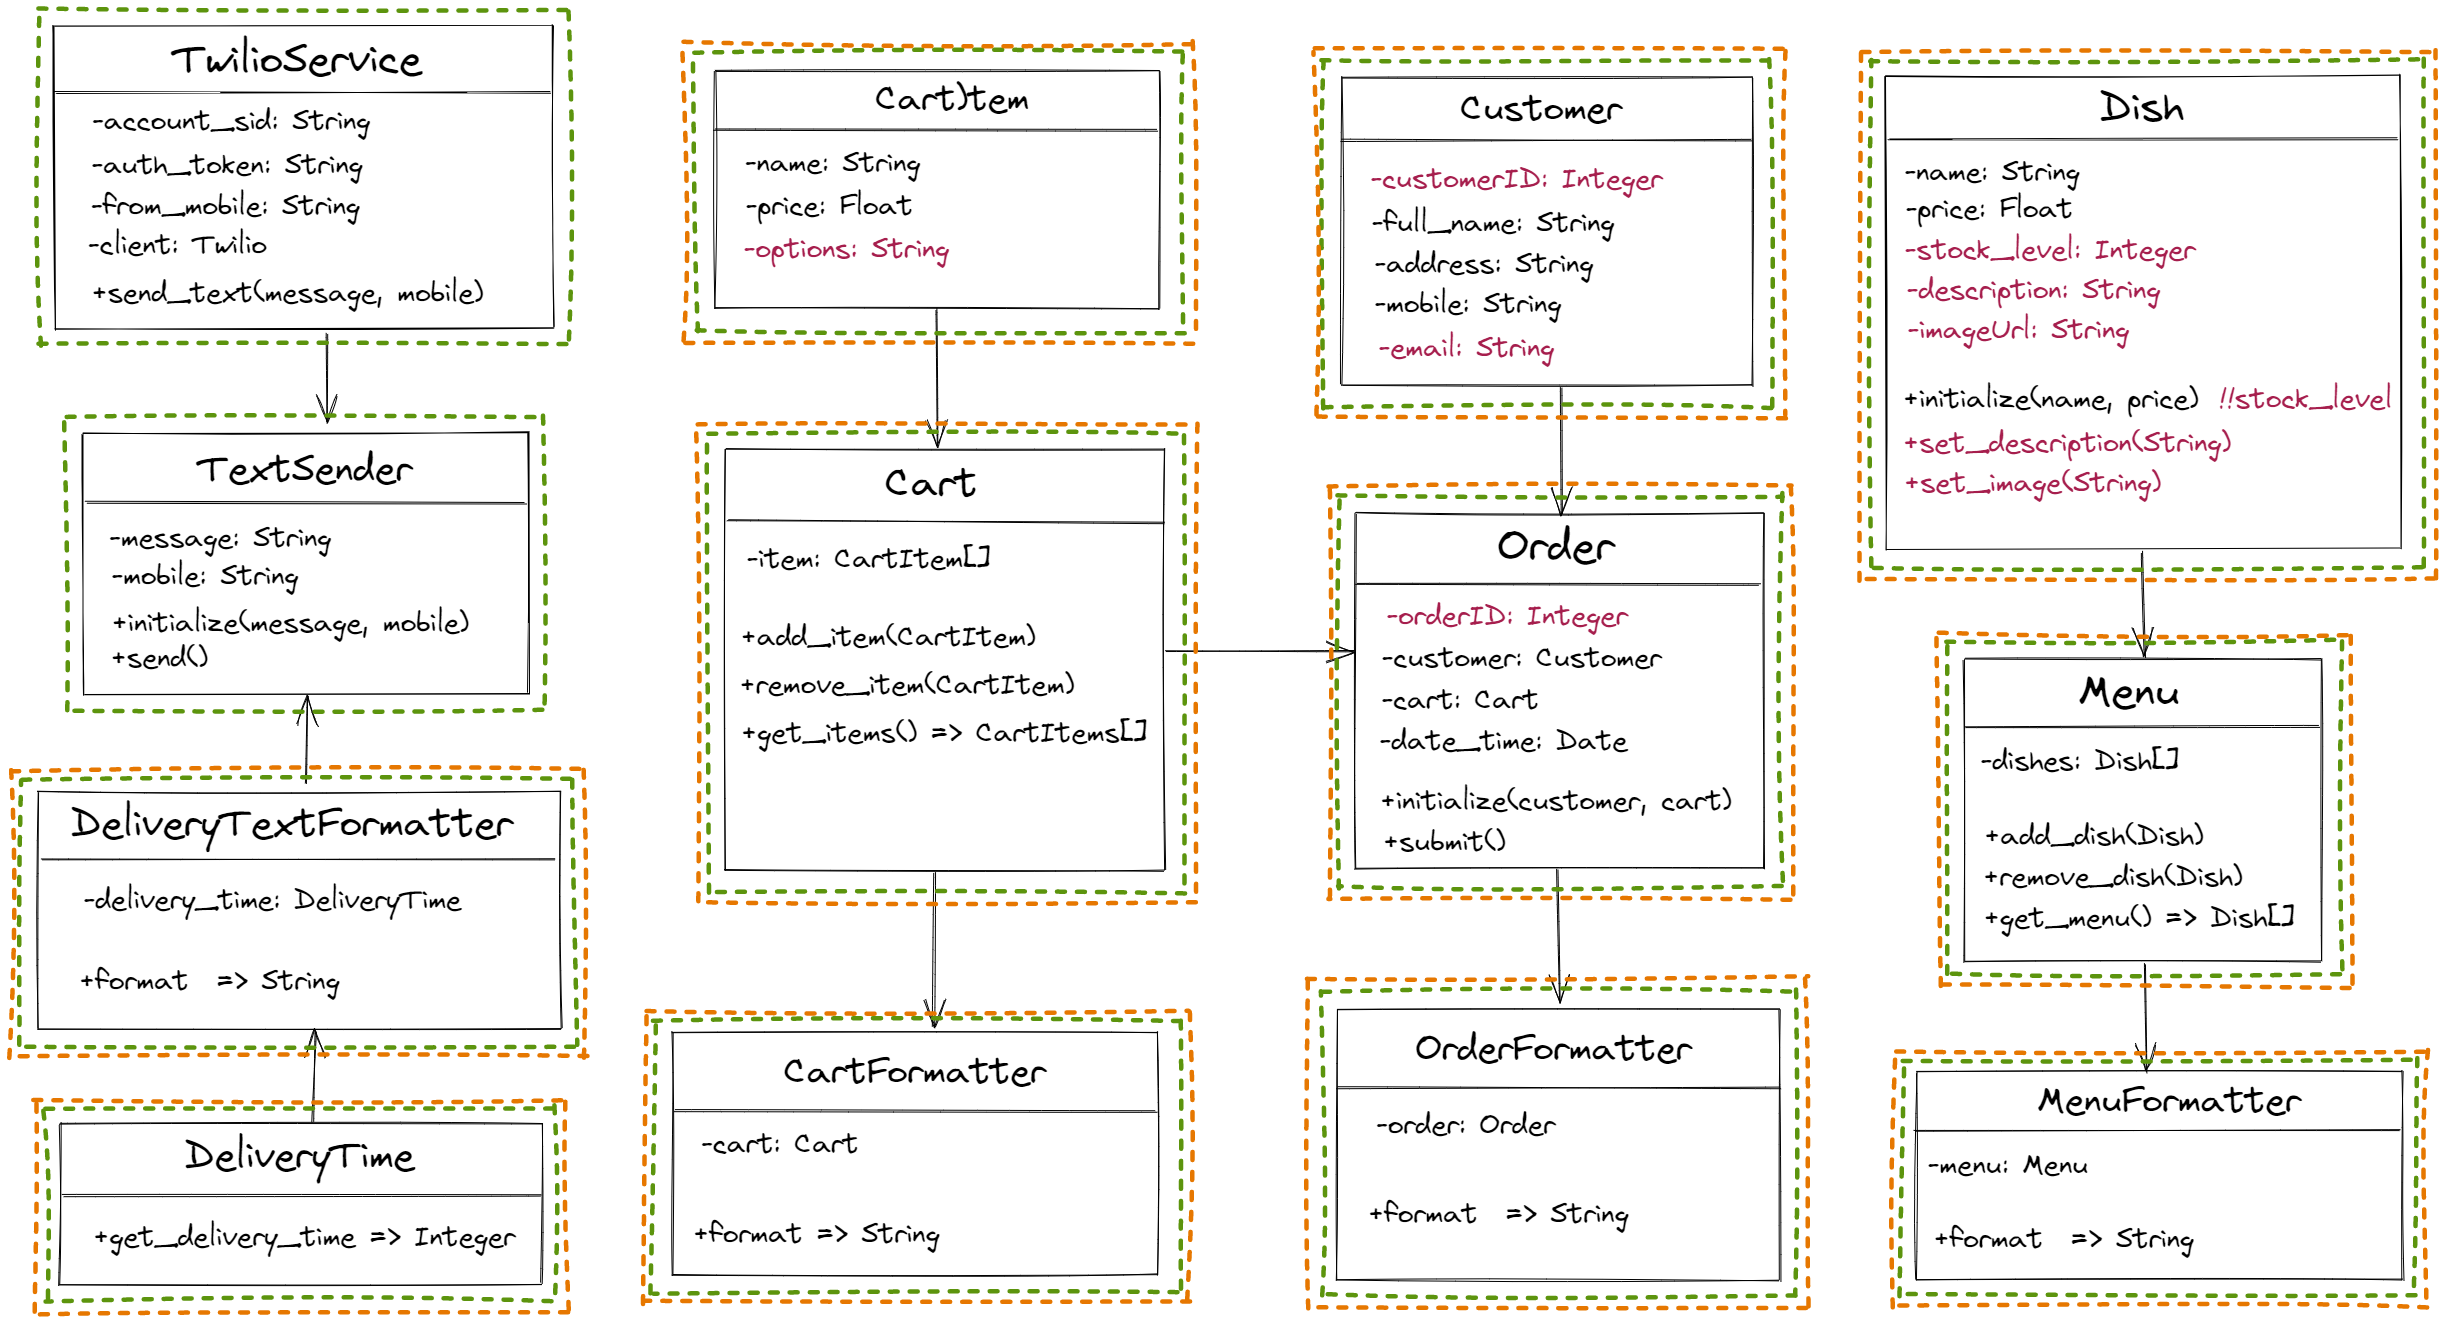 TwilioService
-account_sid: String
-auth_token: String
-from_mobile: String
-client: Twilio
+send_text(message, mobile)
TextSender
-message: String
-mobile: String
+initialize(message, mobile)
+send()
DeliveryTextFormatter
-delivery_time: DeliveryTime
+format => String
DeliveryTime
+get_delivery_time => Integer
CartItem
-name: String
-price: Float
-options: String
Cart
-item: CartItem[]
+add_item(CartItem)
+remove_item(CartItem)
+get_items() => CartItems[]
CartFormatter
-cart: Cart
+format => String
Customer
-customerID: Integer
-full_name: String
-address: String
-mobile: String
-email: String
Order
-orderID: Integer
-customer: Customer
-cart: Cart
-date_time: Date
+initialize(customer, cart)
+submit()
OrderFormatter
-order: Order
+format => String
Dish
-name: String
-price: Float
-stock_level: Integer
-description: String
-imageUrl: String
+initialize(name, price) !!stock_level
+set_description(String)
+set_image(String)
Menu
-dishes: Dish[]
+add_dish(Dish)
+remove_dish(Dish)
+get_menu() => Dish[]
MenuFormatter
-menu: Menu
+format => String